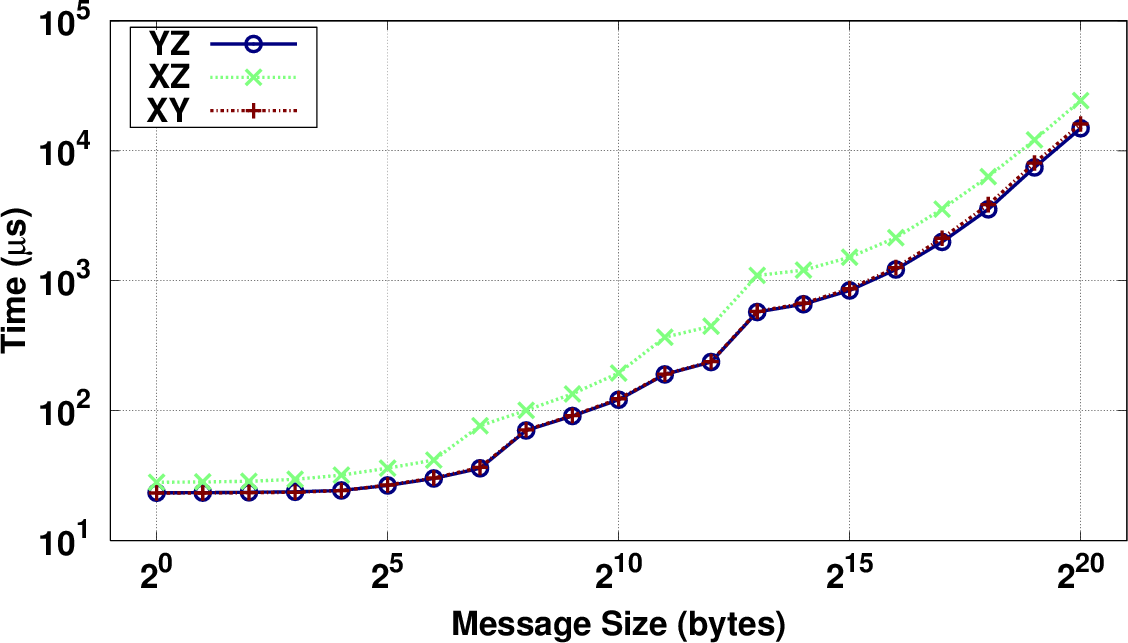 10^5
YZ
XZ
XY
10^4
10^3
10^2
10^1
Time (μs)
2^0 2^5 2^10 2^15 2^20
Message Size (bytes)